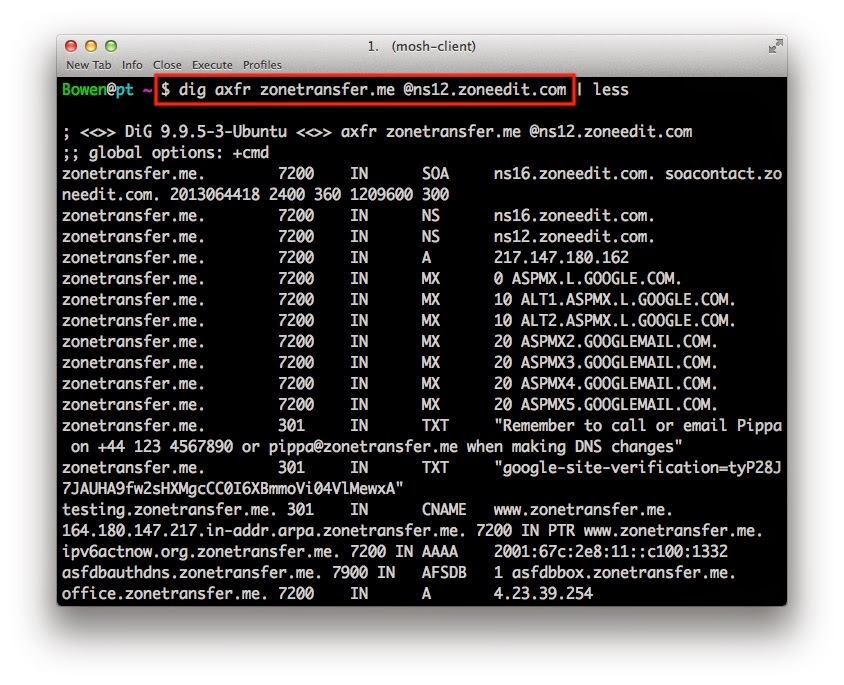 1. (mosh-client)
New Tab Info Close Execute Profiles
Bowen@pt ~ $ dig axfr zonetransfer.me @ns12.zoneedit.com | less
; <<>> DiG 9.9.5-3-Ubuntu <<>> axfr zonetransfer.me @ns12.zoneedit.com
;; global options: +cmd
zonetransfer.me. 7200 IN SOA ns16.zoneedit.com. soacontact.zo
needit.com. 2013064418 2400 360 1209600 300
zonetransfer.me. 7200 IN NS ns16.zoneedit.com.
zonetransfer.me. 7200 IN NS ns12.zoneedit.com.
zonetransfer.me. 7200 IN A 217.147.180.162
zonetransfer.me. 7200 IN MX 0 ASPMX.L.GOOGLE.COM.
zonetransfer.me. 7200 IN MX 10 ALT1.ASPMX.L.GOOGLE.COM.
zonetransfer.me. 7200 IN MX 10 ALT2.ASPMX.L.GOOGLE.COM.
zonetransfer.me. 7200 IN MX 20 ASPMX2.GOOGLEMAIL.COM.
zonetransfer.me. 7200 IN MX 20 ASPMX3.GOOGLEMAIL.COM.
zonetransfer.me. 7200 IN MX 20 ASPMX4.GOOGLEMAIL.COM.
zonetransfer.me. 7200 IN MX 20 ASPMX5.GOOGLEMAIL.COM.
zonetransfer.me. 301 IN TXT "Remember to call or email Pippa
on +44 123 4567890 or pippa@zonetransfer.me when making DNS changes"
zonetransfer.me. 301 IN TXT "google-site-verification=tyP28J
7JAUHA9fw2sHXMgcCC0I6XBmmoVi04VlMewxA"
testing.zonetransfer.me. 301 IN CNAME www.zonetransfer.me.
164.180.147.217.in-addr.arpa.zonetransfer.me. 7200 IN PTR www.zonetransfer.me.
ipv6actnow.org.zonetransfer.me. 7200 IN AAAA 2001:67c:2e8:11::c100:1332
asfdbauthdns.zonetransfer.me. 7900 IN AFSDB 1 asfdbbox.zonetransfer.me.
office.zonetransfer.me. 7200 IN A 4.23.39.254